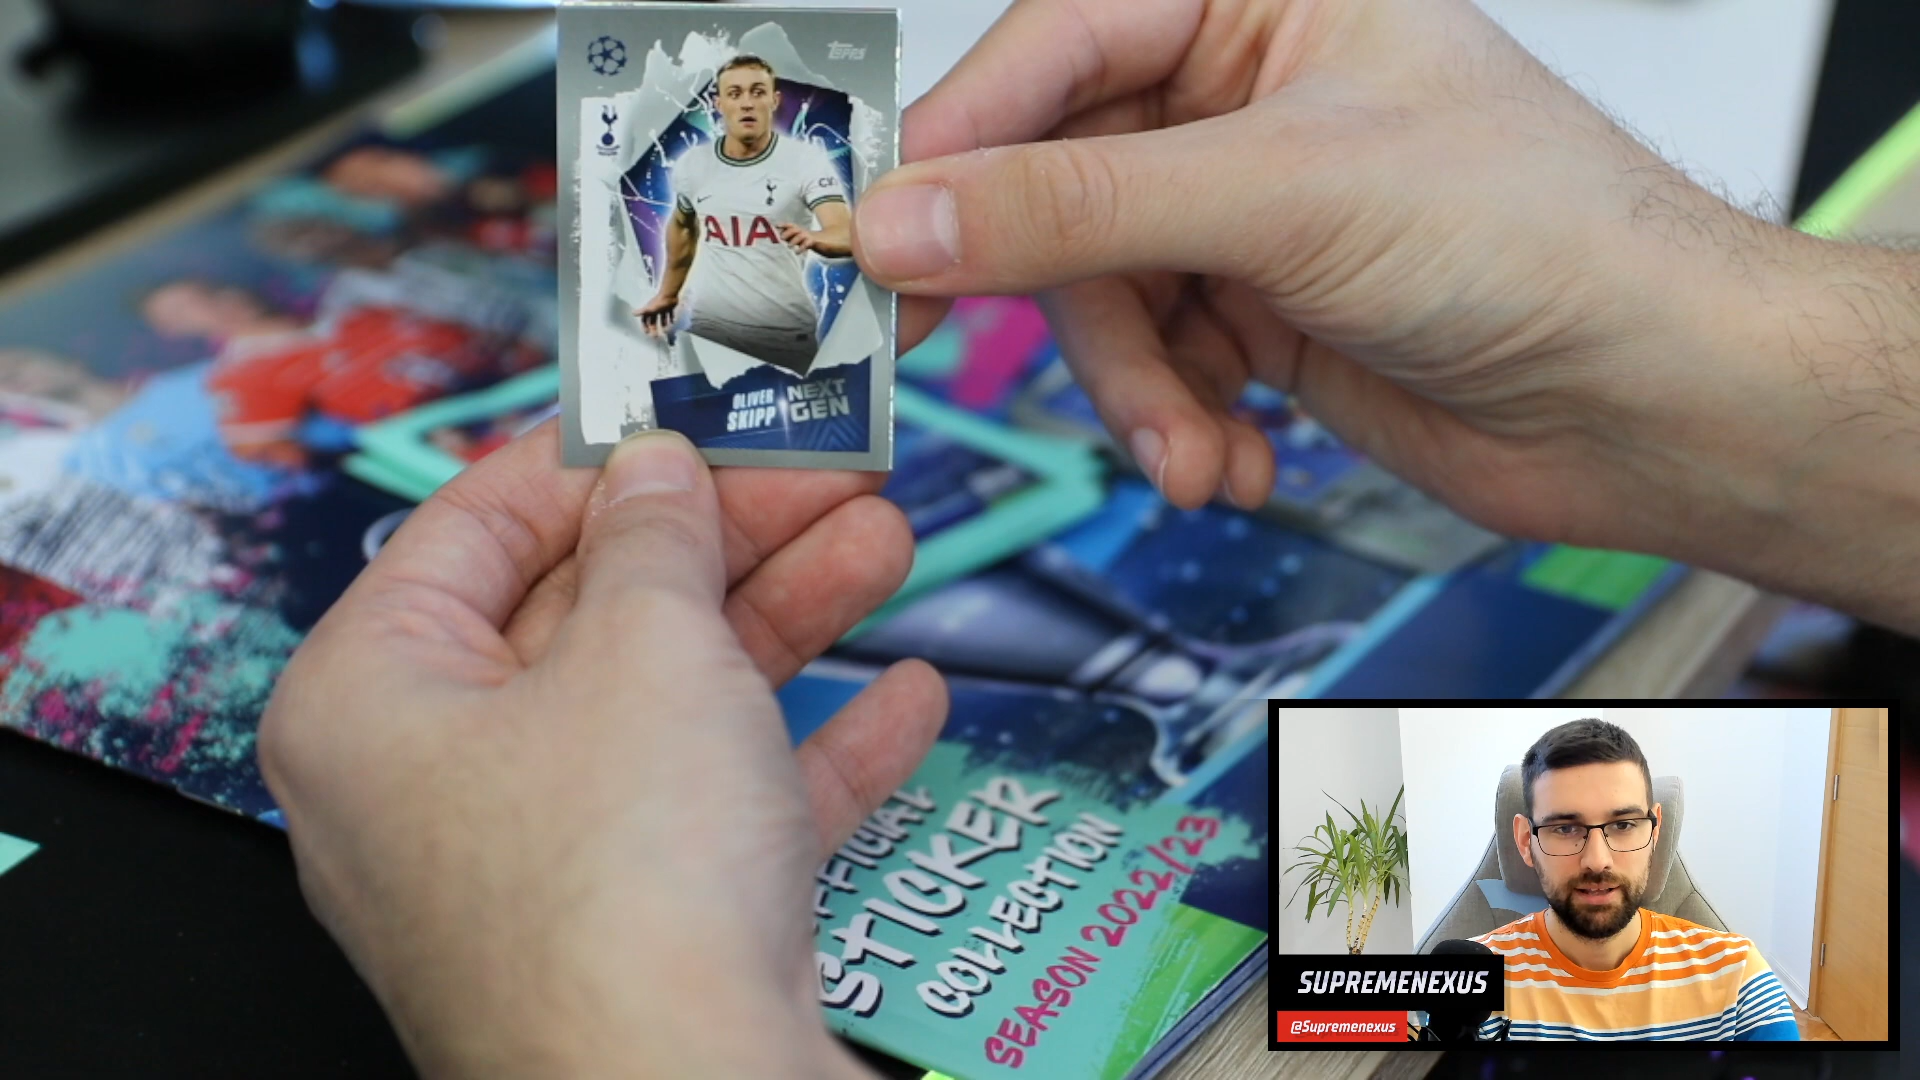 TOPPS
AIA
OLIVER
SKIPP
NEXT
GEN
STICKER
COLLECTION
SEASON 2022/23
SUPREMENEXUS
@Supremenexus